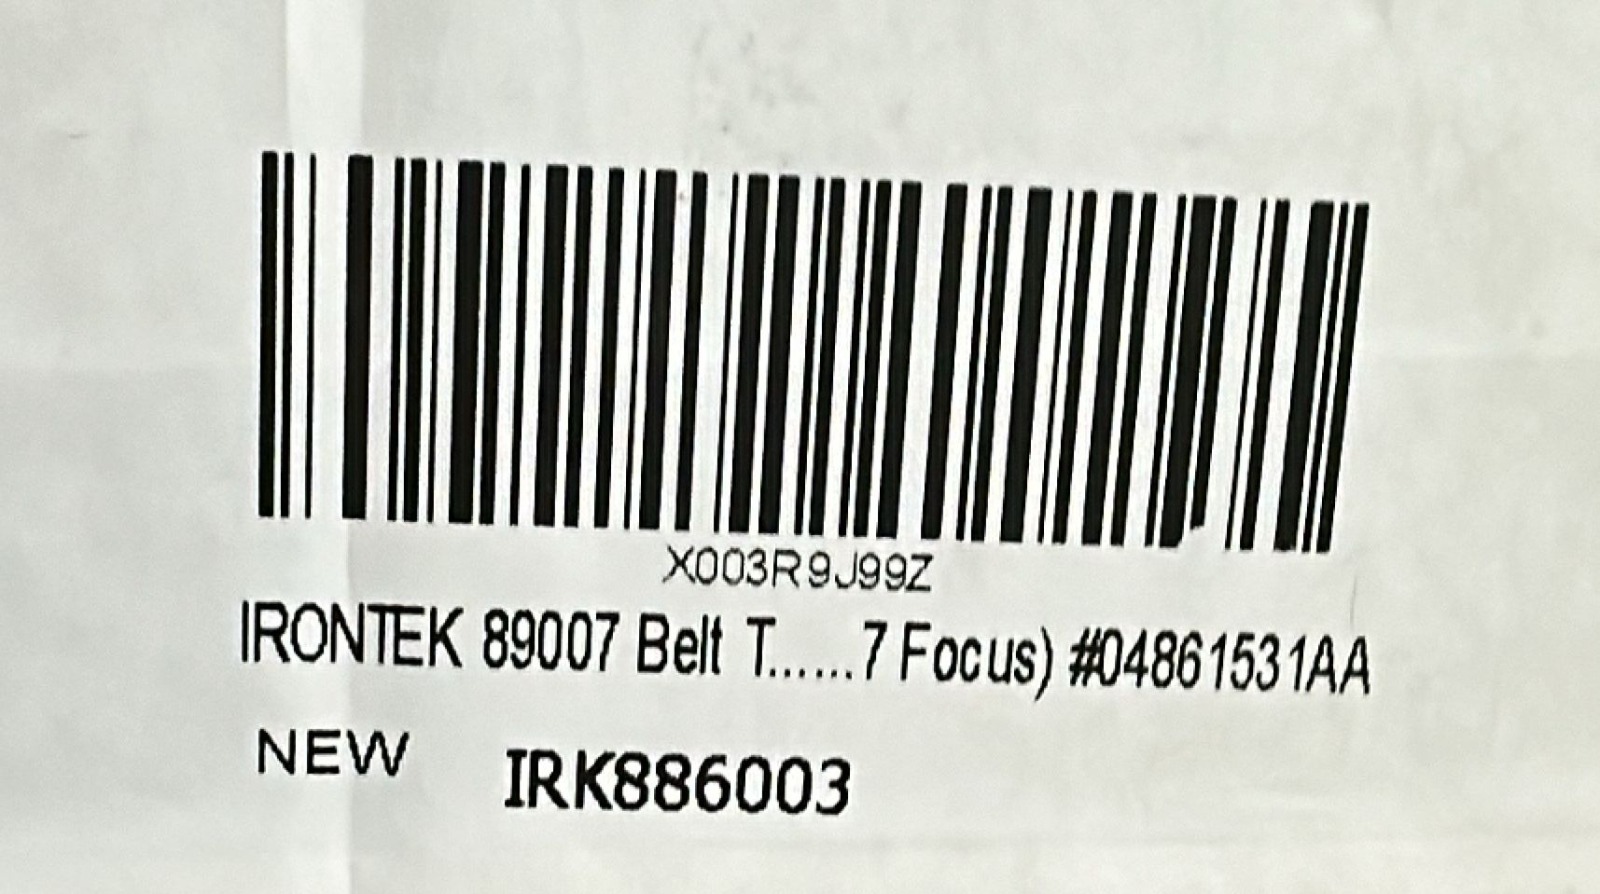 X003R9J99Z
IRONTEK 89007 Belt T......7 Focus) #04861531AA
NEW IRK886003